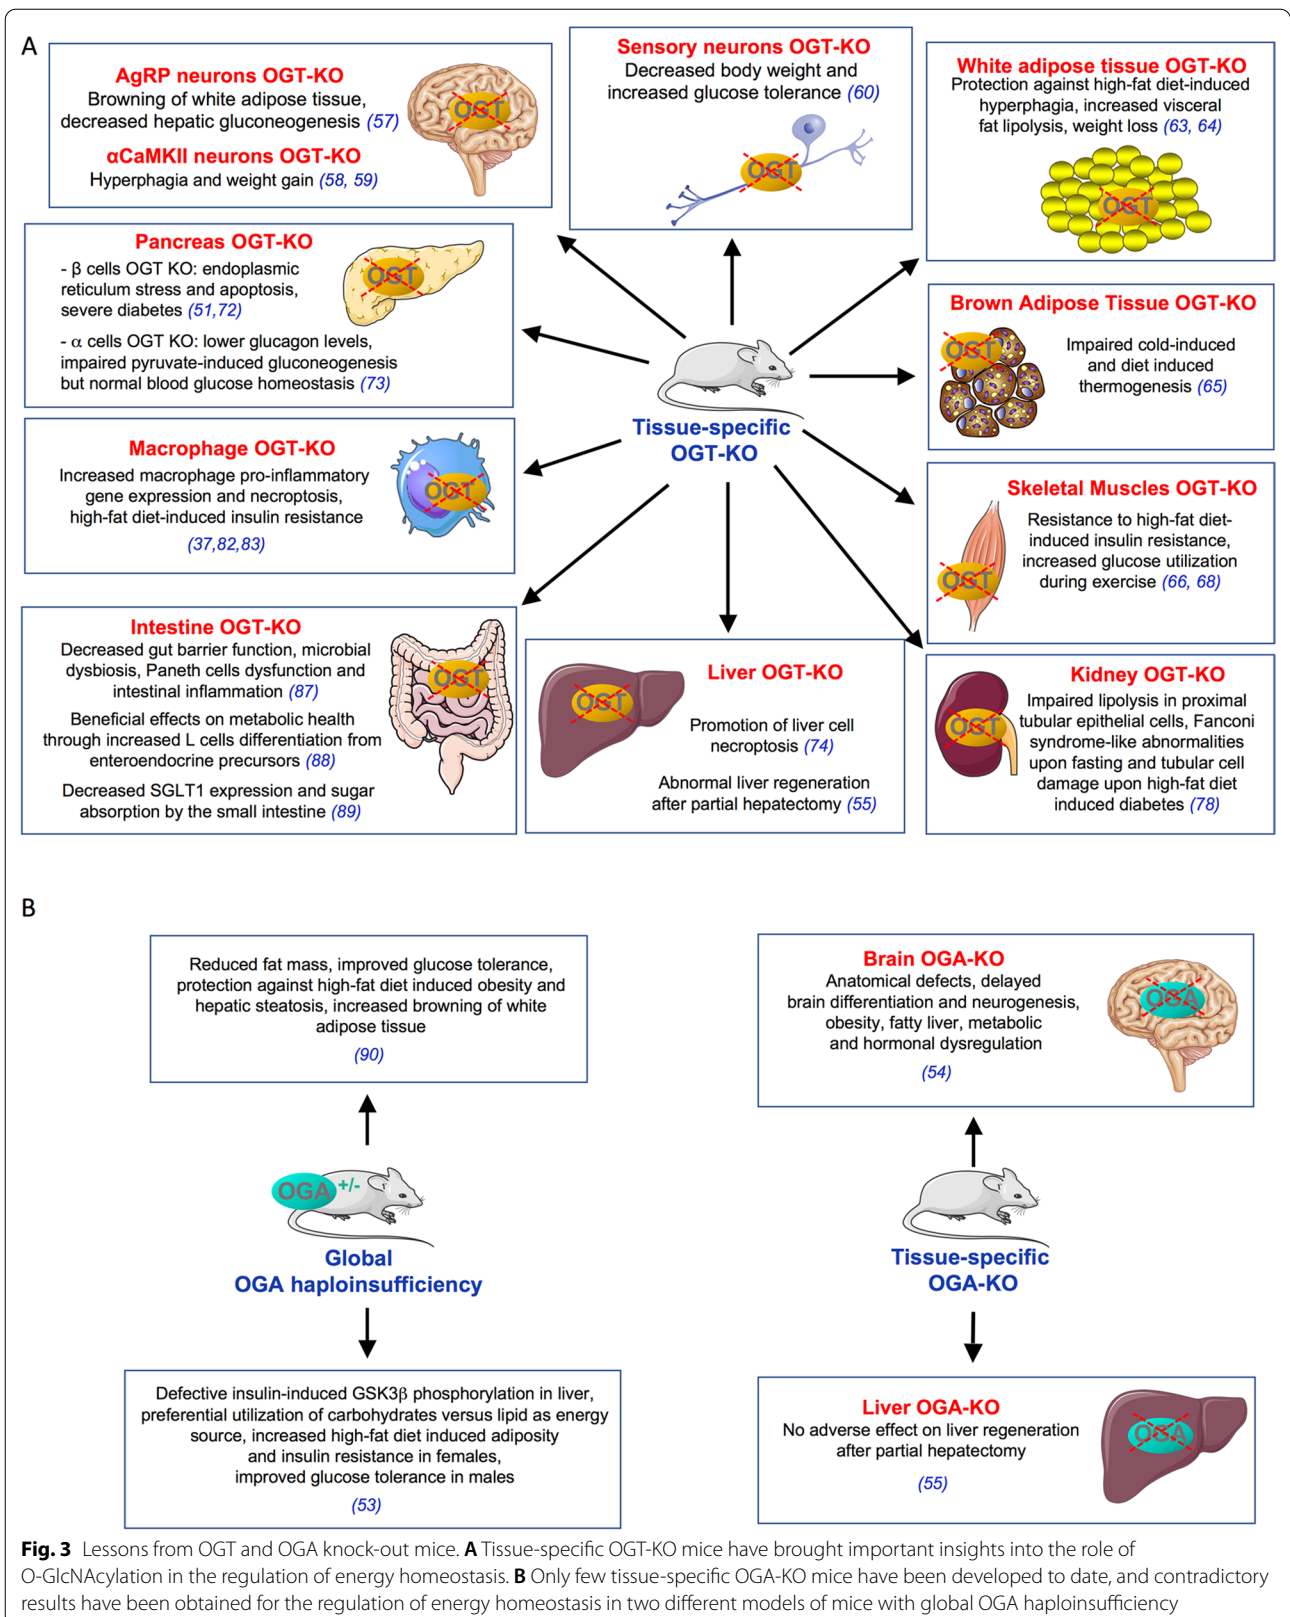 A
AgRP neurons OGT-KO
Browning of white adipose tissue,
decreased hepatic gluconeogenesis (57)
αCaMKII neurons OGT-KO
Hyperphagia and weight gain (58, 59)
OGT
Sensory neurons OGT-KO
Decreased body weight and
increased glucose tolerance (60)
OGT
White adipose tissue OGT-KO
Protection against high-fat diet-induced
hyperphagia, increased visceral
fat lipolysis, weight loss (63, 64)
OGT
Pancreas OGT-KO
- β cells OGT KO: endoplasmic
reticulum stress and apoptosis,
severe diabetes (51,72)
- α cells OGT KO: lower glucagon levels,
impaired pyruvate-induced gluconeogenesis
but normal blood glucose homeostasis (73)
OGT
Brown Adipose Tissue OGT-KO
Impaired cold-induced
and diet induced
thermogenesis (65)
OGT
Tissue-specific
OGT-KO
Macrophage OGT-KO
Increased macrophage pro-inflammatory
gene expression and necroptosis,
high-fat diet-induced insulin resistance
(37,82,83)
OGT
Skeletal Muscles OGT-KO
Resistance to high-fat diet-
induced insulin resistance,
increased glucose utilization
during exercise (66, 68)
OGT
Intestine OGT-KO
Decreased gut barrier function, microbial
dysbiosis, Paneth cells dysfunction and
intestinal inflammation (87)
Beneficial effects on metabolic health
through increased L cells differentiation from
enteroendocrine precursors (88)
Decreased SGLT1 expression and sugar
absorption by the small intestine (89)
OGT
Liver OGT-KO
Promotion of liver cell
necroptosis (74)
Abnormal liver regeneration
after partial hepatectomy (55)
OGT
Kidney OGT-KO
Impaired lipolysis in proximal
tubular epithelial cells, Fanconi
syndrome-like abnormalities
upon fasting and tubular cell
damage upon high-fat diet
induced diabetes (78)
OGT
B
Reduced fat mass, improved glucose tolerance,
protection against high-fat diet induced obesity and
hepatic steatosis, increased browning of white
adipose tissue
(90)
OGA +/-
Global
OGA haploinsufficiency
Defective insulin-induced GSK3β phosphorylation in liver,
preferential utilization of carbohydrates versus lipid as energy
source, increased high-fat diet induced adiposity
and insulin resistance in females,
improved glucose tolerance in males
(53)
Brain OGA-KO
Anatomical defects, delayed
brain differentiation and neurogenesis,
obesity, fatty liver, metabolic
and hormonal dysregulation
(54)
OGA
Tissue-specific
OGA-KO
Liver OGA-KO
No adverse effect on liver regeneration
after partial hepatectomy
(55)
OGA
Fig. 3 Lessons from OGT and OGA knock-out mice. A Tissue-specific OGT-KO mice have brought important insights into the role of
O-GlcNAcylation in the regulation of energy homeostasis. B Only few tissue-specific OGA-KO mice have been developed to date, and contradictory
results have been obtained for the regulation of energy homeostasis in two different models of mice with global OGA haploinsufficiency